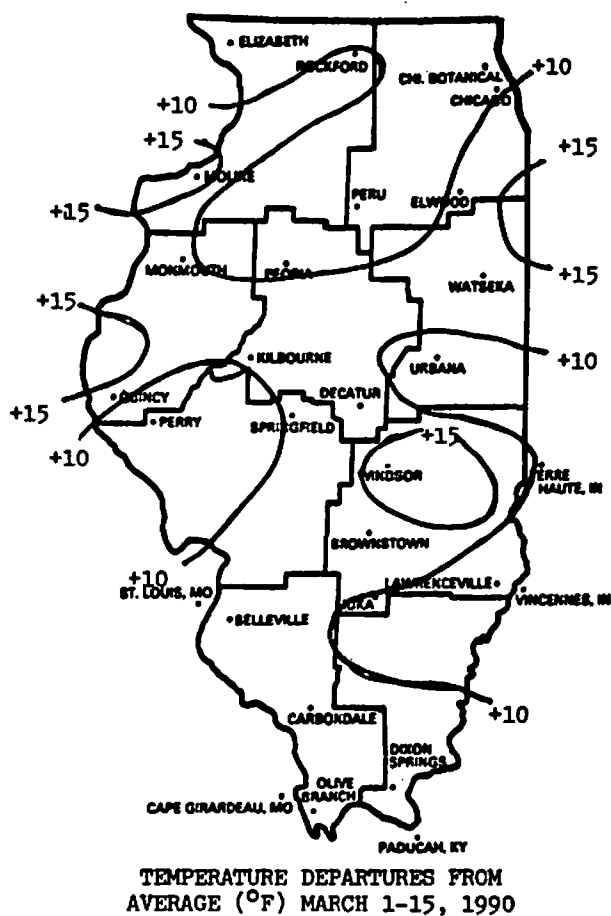 ELIZABETH
ROCKFORD
+10
CHI. BOTANICAL
CHICAGO
+10
+15
MOLINE
+15
+15
PERU
ELWOOD
MONMOUTH
PEORIA
WATSEKA
+15
+15
KILBOURNE
URBANA
+10
QUINCY
DECATUR
+15
PERRY
SPRINGFIELD
+10
+15
WINDSOR
TERRE
HAUTE, IN
BROWNSTOWN
+10
ST. LOUIS, MO
LAWRENCEVILLE
IUKA
VINCENNES, IN
BELLEVILLE
CARBONDALE
+10
DIXON
SPRINGS
OLIVE
BRANCH
CAPE GIRARDEAU, MO
PADUCAH, KY
TEMPERATURE DEPARTURES FROM
AVERAGE (°F) MARCH 1-15, 1990